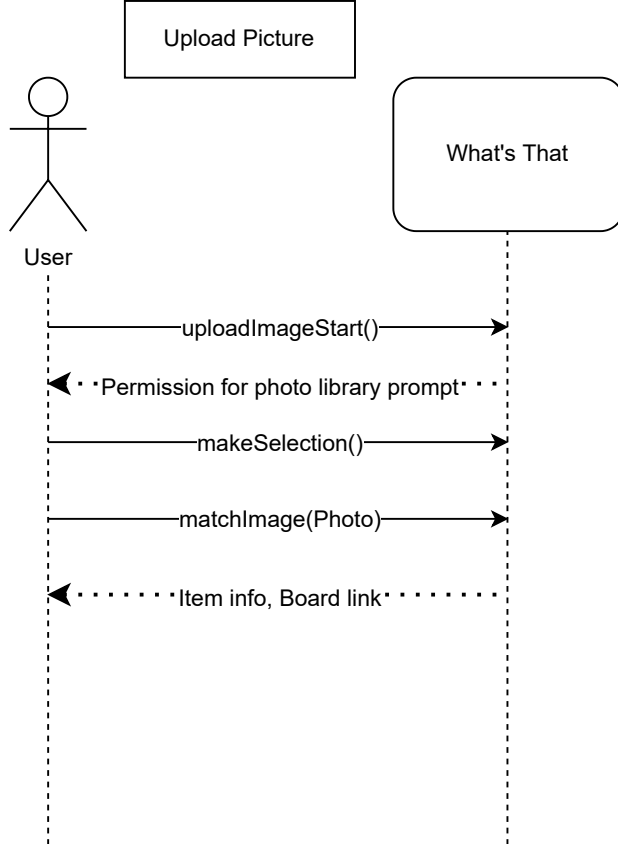 Upload Picture
What's That
User
uploadImageStart()
Permission for photo library prompt
makeSelection()
matchImage(Photo)
Item info, Board link